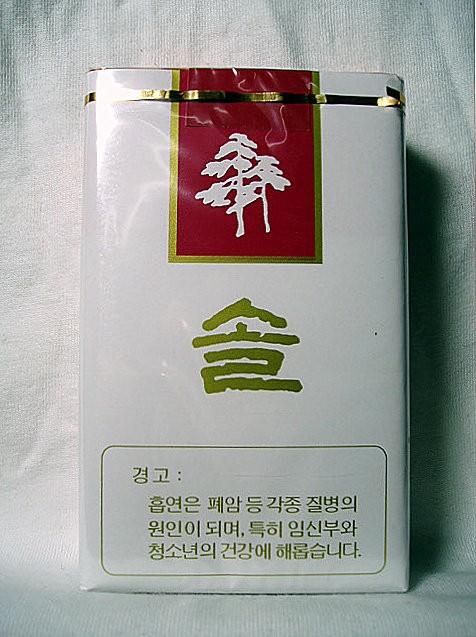 솔
경고 :
흡연은 폐암 등 각종 질병의
원인이 되며, 특히 임신부와
청소년의 건강에 해롭습니다.